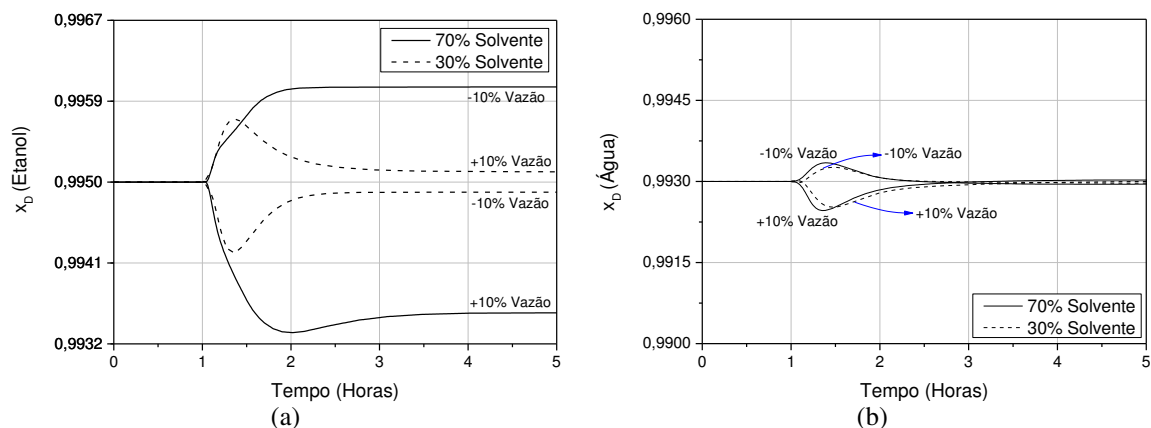 0,9967
0,9959
0,9950
0,9941
0,9932
x_D (Etanol)
70% Solvente
30% Solvente
-10% Vazão
+10% Vazão
-10% Vazão
+10% Vazão
0 1 2 3 4 5
Tempo (Horas)
(a)
0,9960
0,9945
0,9930
0,9915
0,9900
x_D (Água)
-10% Vazão
-10% Vazão
+10% Vazão
+10% Vazão
70% Solvente
30% Solvente
0 1 2 3 4 5
Tempo (Horas)
(b)